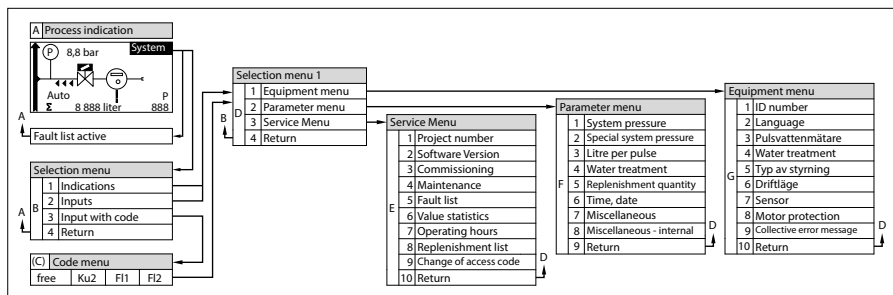 A Process indication
System
P 8,8 bar
Auto P
Σ 8 888 liter 888
A
Fault list active
Selection menu
B
1 Indications
2 Inputs
3 Input with code
4 Return
A
(C) Code menu
free Ku2 Fl1 Fl2
Selection menu 1
D
1 Equipment menu
2 Parameter menu
3 Service Menu
4 Return
B
Service Menu
E
1 Project number
2 Software Version
3 Commissioning
4 Maintenance
5 Fault list
6 Value statistics
7 Operating hours
8 Replenishment list
9 Change of access code
10 Return
D
Parameter menu
F
1 System pressure
2 Special system pressure
3 Litre per pulse
4 Water treatment
5 Replenishment quantity
6 Time, date
7 Miscellaneous
8 Miscellaneous - internal
9 Return
D
Equipment menu
G
1 ID number
2 Language
3 Pulsvattenmätare
4 Water treatment
5 Typ av styrning
6 Driftläge
7 Sensor
8 Motor protection
9 Collective error message
10 Return
D